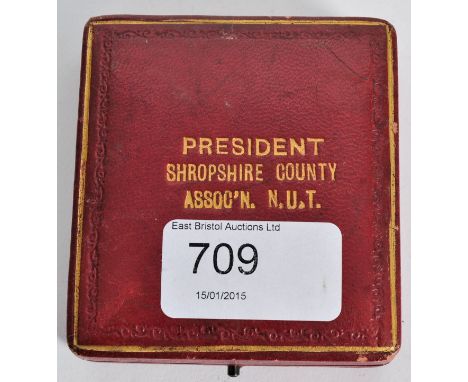 PRESIDENT
SHROPSHIRE COUNTY
ASSOC'N. N.U.T.
East Bristol Auctions Ltd
709
15/01/2015